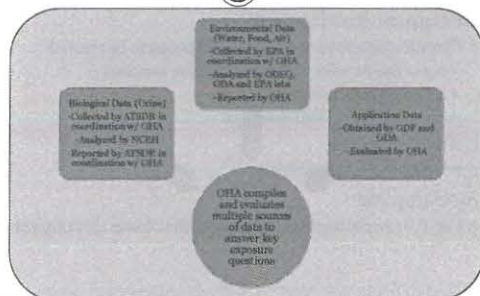 Environmental Data
(Water, Food, Air)
-Collected by EPA in
coordination w/ OHA
-Analyzed by ODEQ,
ODA and EPA labs
-Reported by OHA
Biological Data (Urine)
-Collected by ATSDR in
coordination w/ OHA
-Analyzed by NCEH
-Reported by ATSDR in
coordination w/ OHA
Application Data
-Obtained by ODF and
ODA
-Evaluated by OHA
OHA compiles
and evaluates
multiple sources
of data to
answer key
exposure
questions